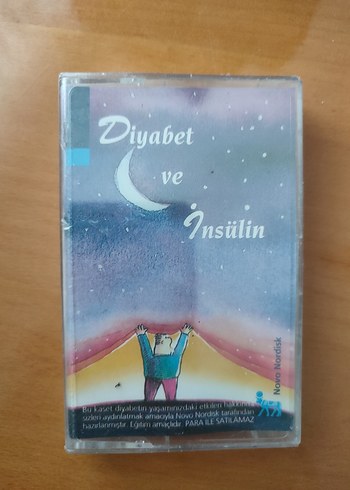 Diyabet
ve
İnsülin
Novo Nordisk
Bu kaset diyabetin yaşamınızdaki etkileri hakkında
sizleri aydınlatmak amacıyla Novo Nordisk tarafından
hazırlanmıştır. Eğitim amaçlıdır. PARA İLE SATILAMAZ